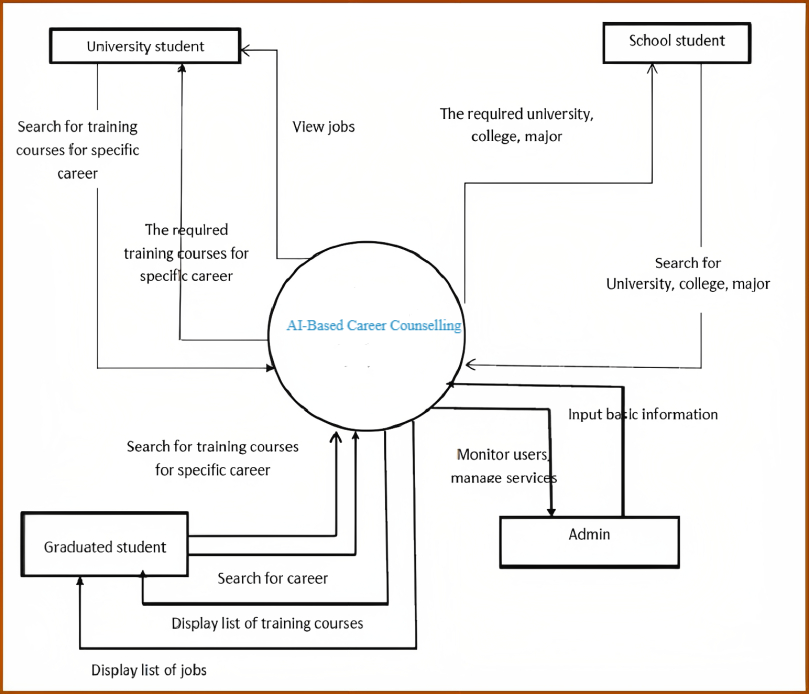 University student
School student
Search for training
courses for specific
career
View jobs
The required university,
college, major
The required
training courses for
specific career
Search for
University, college, major
AI-Based Career Counselling
Input basic information
Search for training courses
for specific career
Monitor users,
manage services
Graduated student
Admin
Search for career
Display list of training courses
Display list of jobs